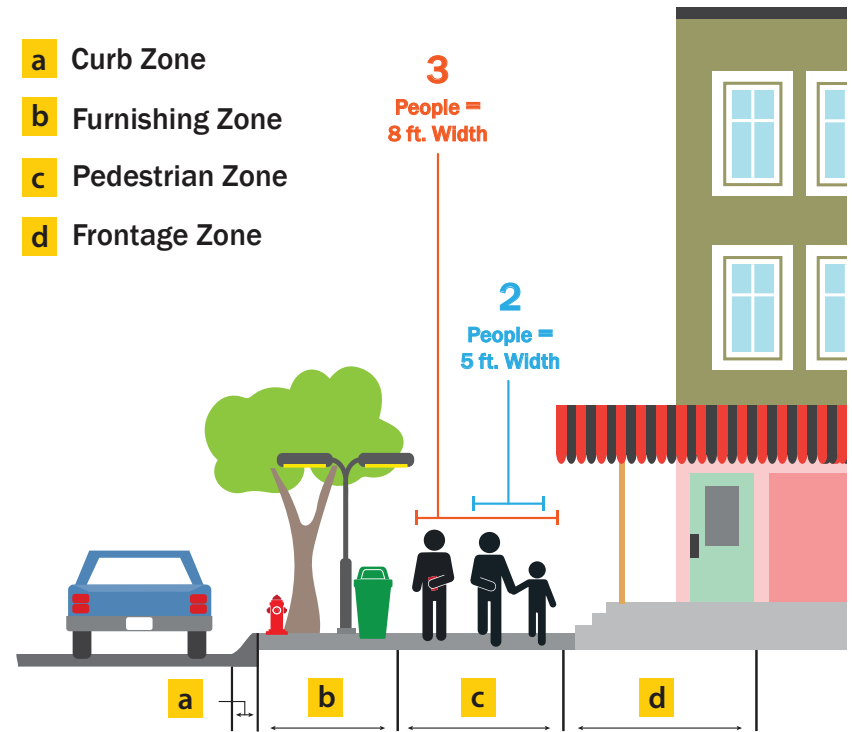 a Curb Zone
b Furnishing Zone
c Pedestrian Zone
d Frontage Zone
3
People =
8 ft. Width
2
People =
5 ft. Width
a
b
c
d